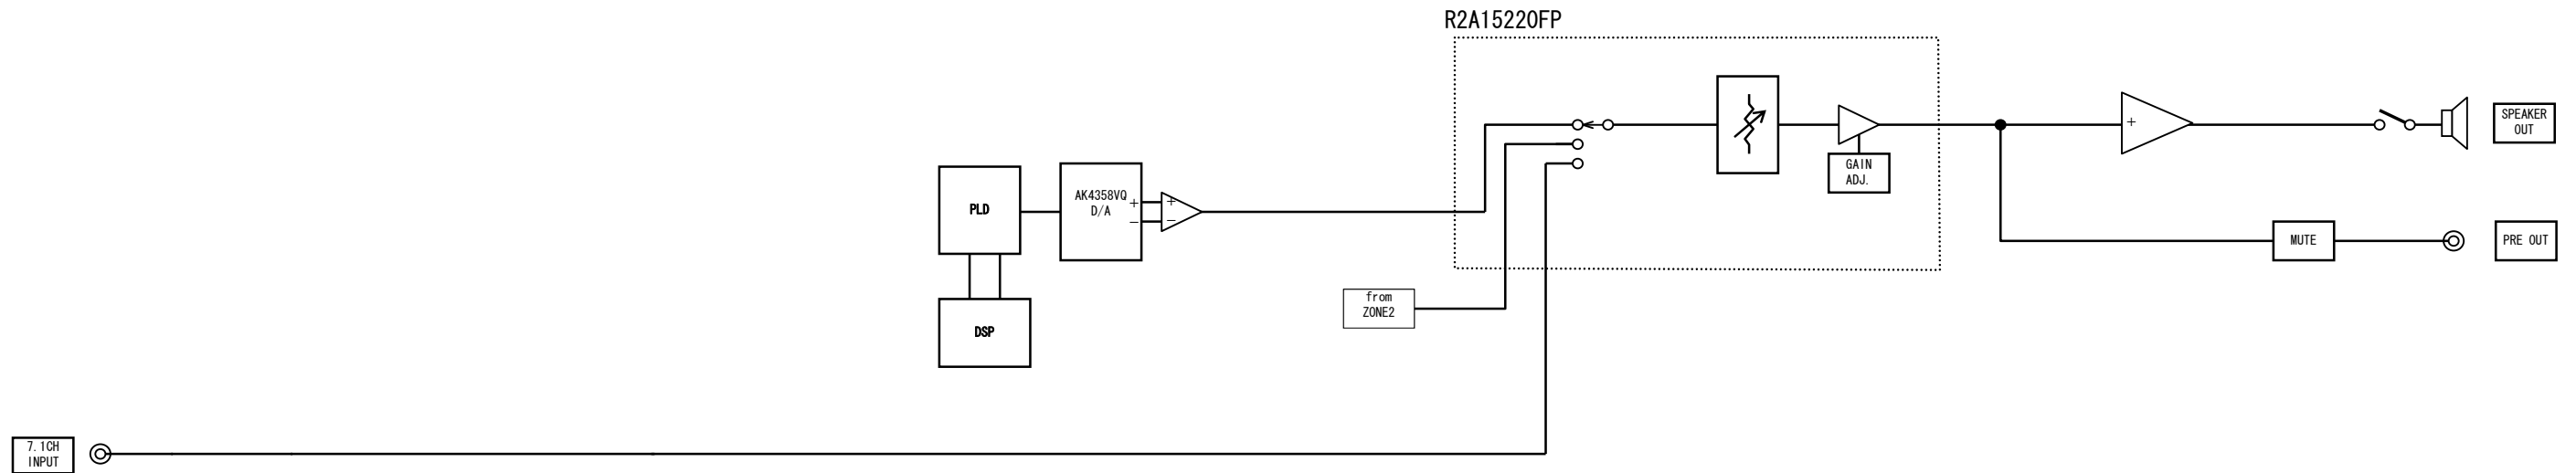 R2A15220FP
SPEAKER
OUT
GAIN
ADJ.
AK4358VQ
D/A
+
-
+
-
+
PLD
MUTE
PRE OUT
from
ZONE2
DSP
7.1CH
INPUT